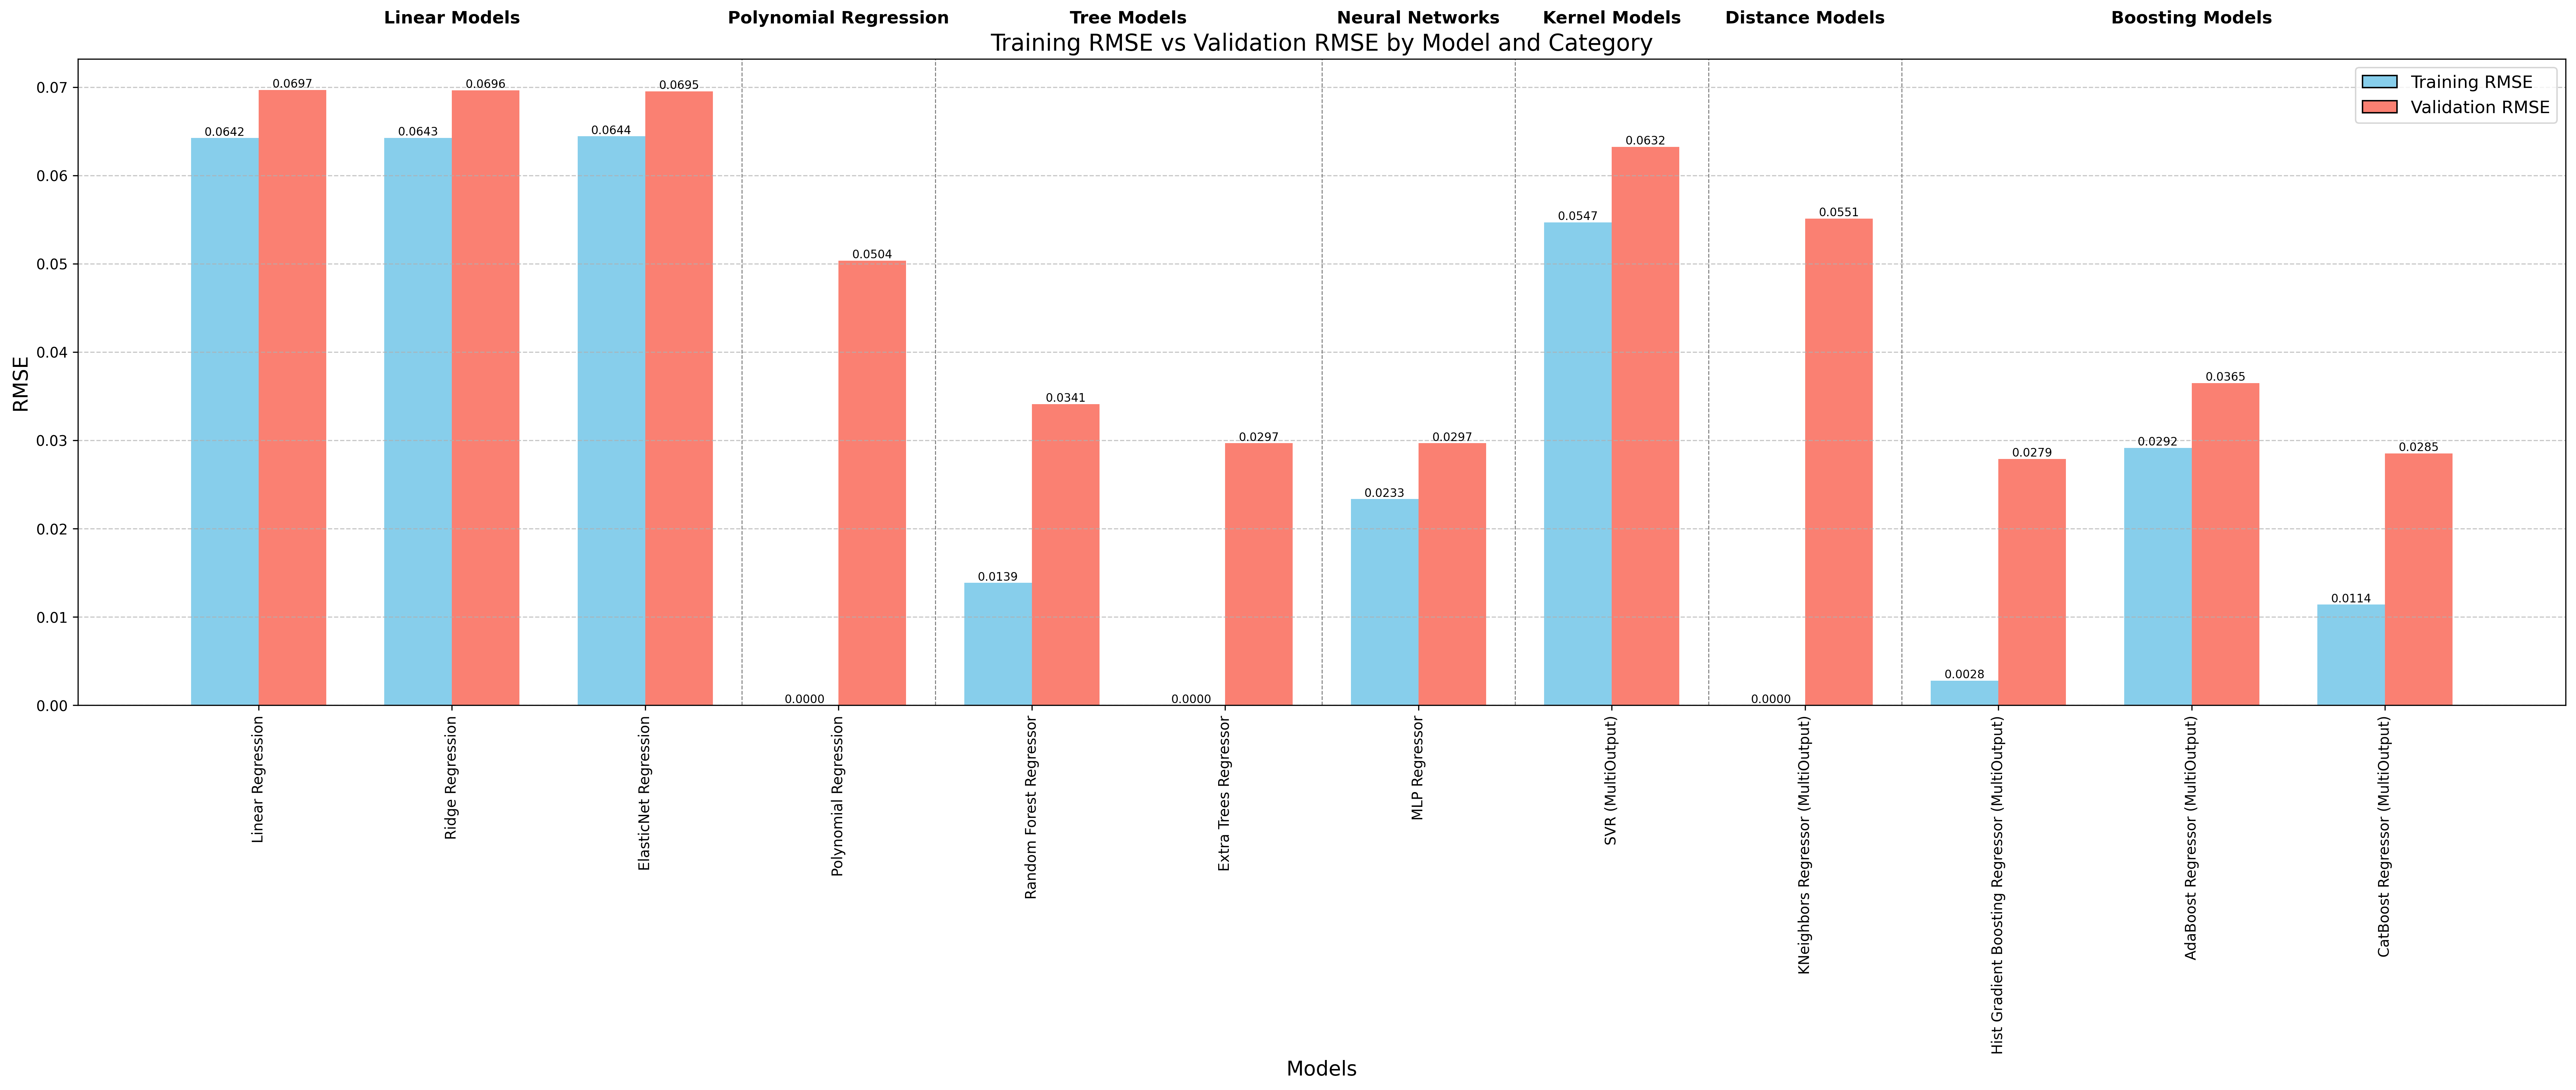 Linear Models Polynomial Regression Tree Models Neural Networks Kernel Models Distance Models Boosting Models
Training RMSE vs Validation RMSE by Model and Category
Training RMSE
Validation RMSE
RMSE
0.07
0.06
0.05
0.04
0.03
0.02
0.01
0.00
0.0642
0.0697
0.0643
0.0696
0.0644
0.0695
0.0000
0.0504
0.0139
0.0341
0.0000
0.0297
0.0233
0.0297
0.0547
0.0632
0.0000
0.0551
0.0028
0.0279
0.0292
0.0365
0.0114
0.0285
Linear Regression
Ridge Regression
ElasticNet Regression
Polynomial Regression
Random Forest Regressor
Extra Trees Regressor
MLP Regressor
SVR (MultiOutput)
KNeighbors Regressor (MultiOutput)
Hist Gradient Boosting Regressor (MultiOutput)
AdaBoost Regressor (MultiOutput)
CatBoost Regressor (MultiOutput)
Models